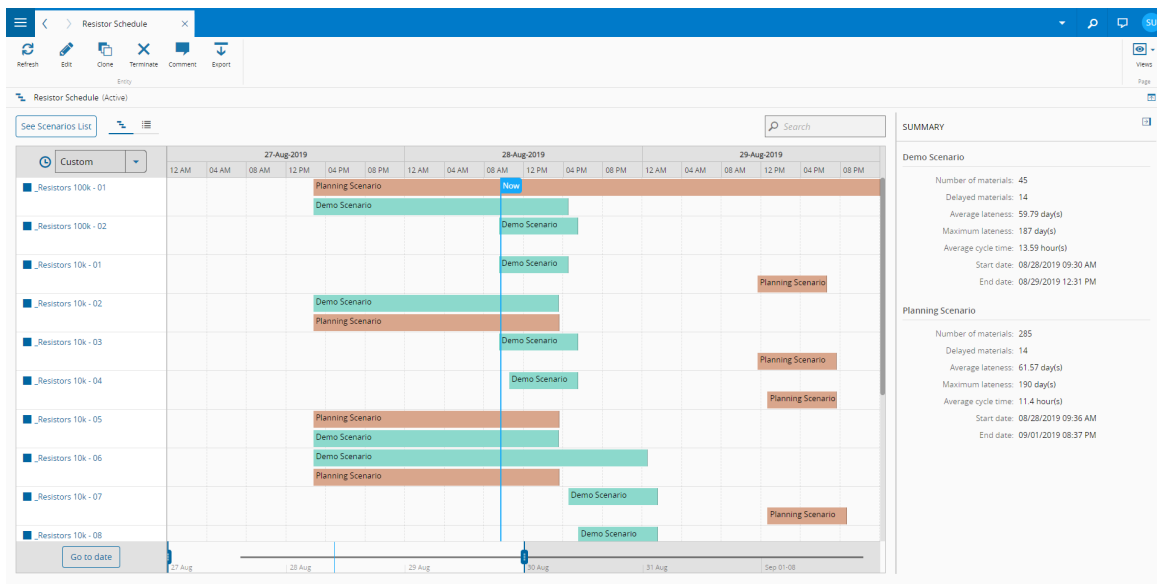 Resistor Schedule
SU
Refresh
Edit
Clone
Terminate
Comment
Export
Views
Entity
Page
Resistor Schedule (Active)
See Scenarios List
Search
SUMMARY
Custom
27-Aug-2019
28-Aug-2019
29-Aug-2019
12 AM 04 AM 08 AM 12 PM 04 PM 08 PM 12 AM 04 AM 08 AM 12 PM 04 PM 08 PM 12 AM 04 AM 08 AM 12 PM 04 PM 08 PM
_Resistors 100k - 01
Planning Scenario
Now
Demo Scenario
_Resistors 100k - 02
Demo Scenario
_Resistors 10k - 01
Demo Scenario
Planning Scenario
_Resistors 10k - 02
Demo Scenario
Planning Scenario
_Resistors 10k - 03
Demo Scenario
Planning Scenario
_Resistors 10k - 04
Demo Scenario
Planning Scenario
_Resistors 10k - 05
Planning Scenario
Demo Scenario
_Resistors 10k - 06
Demo Scenario
Planning Scenario
_Resistors 10k - 07
Demo Scenario
Planning Scenario
_Resistors 10k - 08
Demo Scenario
Go to date
27 Aug
28 Aug
29 Aug
30 Aug
31 Aug
Sep 01-08
Demo Scenario
Number of materials: 45
Delayed materials: 14
Average lateness: 59.79 day(s)
Maximum lateness: 187 day(s)
Average cycle time: 13.59 hour(s)
Start date: 08/28/2019 09:30 AM
End date: 08/29/2019 12:31 PM
Planning Scenario
Number of materials: 285
Delayed materials: 14
Average lateness: 61.57 day(s)
Maximum lateness: 190 day(s)
Average cycle time: 11.4 hour(s)
Start date: 08/28/2019 09:36 AM
End date: 09/01/2019 08:37 PM